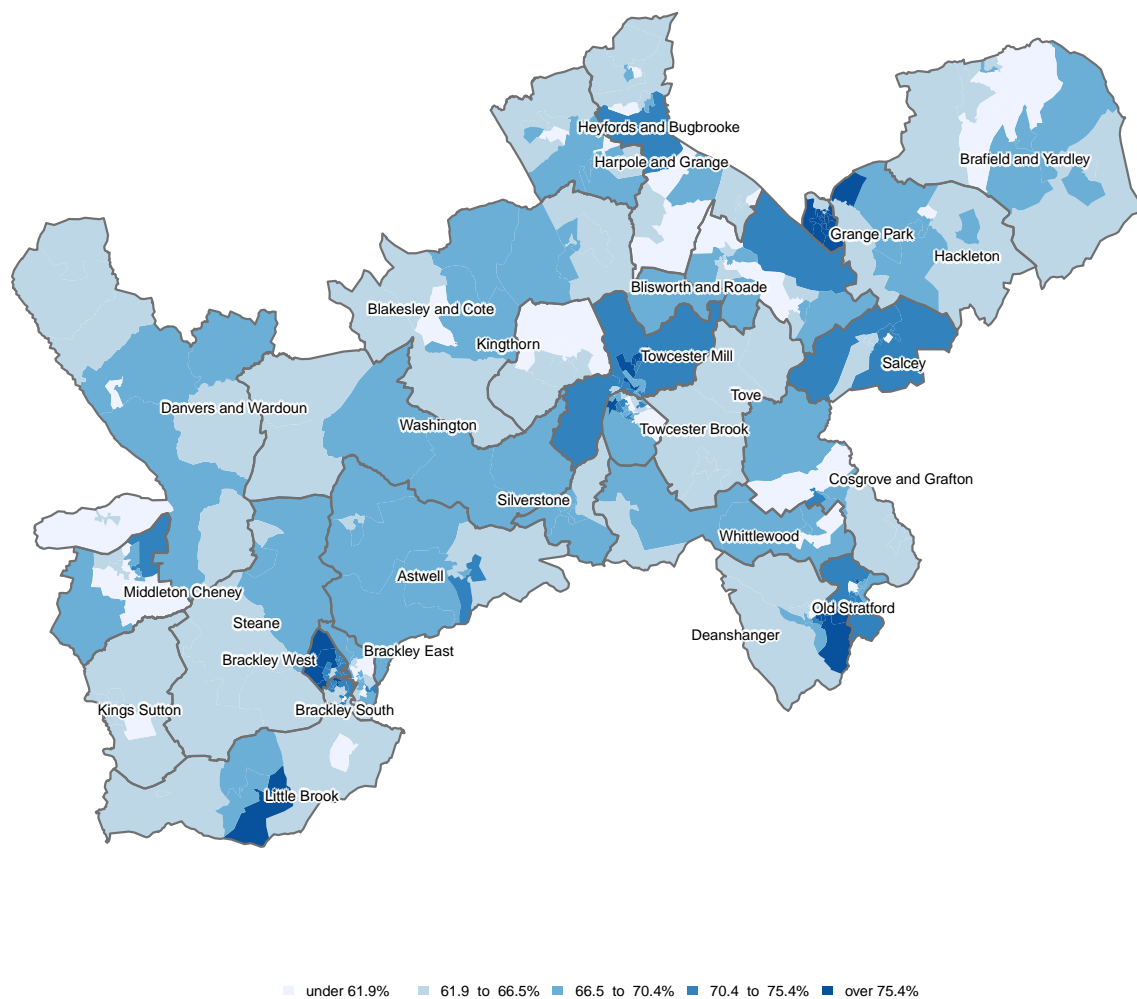 Heyfords and Bugbrooke
Harpole and Grange
Brafield and Yardley
Grange Park
Hackleton
Blisworth and Roade
Blakesley and Cote
Kingthorn
Towcester Mill
Salcey
Tove
Danvers and Wardoun
Washington
Towcester Brook
Cosgrove and Grafton
Silverstone
Whittlewood
Astwell
Middleton Cheney
Old Stratford
Steane
Deanshanger
Brackley East
Brackley West
Kings Sutton
Brackley South
Little Brook
under 61.9% 61.9 to 66.5% 66.5 to 70.4% 70.4 to 75.4% over 75.4%